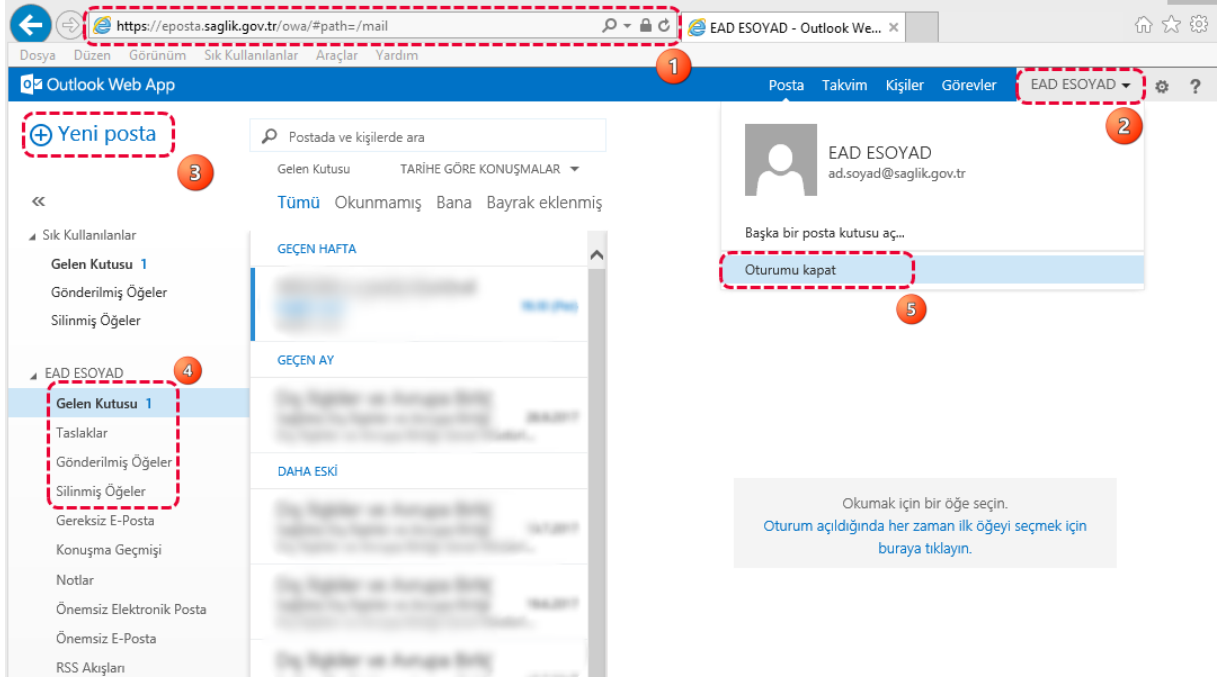 https://eposta.saglik.gov.tr/owa/#path=/mail
EAD ESOYAD - Outlook We...
Dosya Düzen Görünüm Sık Kullanılanlar Araçlar Yardım
1
Outlook Web App
Posta Takvim Kişiler Görevler EAD ESOYAD
2
Yeni posta
3
Postada ve kişilerde ara
Gelen Kutusu TARİHE GÖRE KONUŞMALAR
Tümü Okunmamış Bana Bayrak eklenmiş
Sık Kullanılanlar
Gelen Kutusu 1
Gönderilmiş Öğeler
Silinmiş Öğeler
EAD ESOYAD
4
Gelen Kutusu 1
Taslaklar
Gönderilmiş Öğeler
Silinmiş Öğeler
Gereksiz E-Posta
Konuşma Geçmişi
Notlar
Önemsiz Elektronik Posta
Önemsiz E-Posta
RSS Akışları
GEÇEN HAFTA
GEÇEN AY
DAHA ESKİ
EAD ESOYAD
ad.soyad@saglik.gov.tr
Başka bir posta kutusu aç...
Oturumu kapat
5
Okumak için bir öğe seçin.
Oturum açıldığında her zaman ilk öğeyi seçmek için
buraya tıklayın.